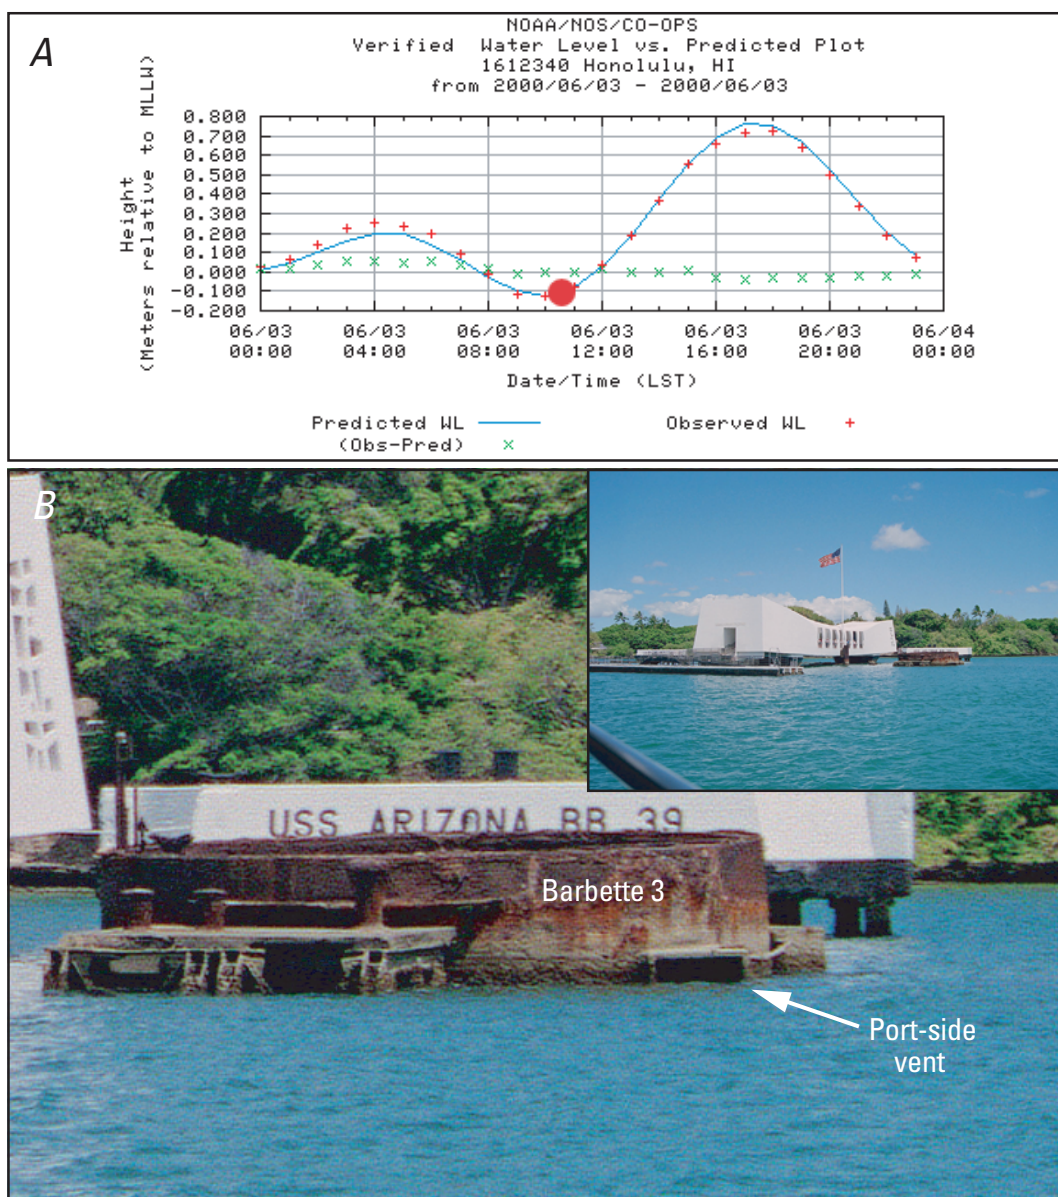 A
NOAA/NOS/CO-OPS
Verified Water Level vs. Predicted Plot
1612340 Honolulu, HI
from 2000/06/03 - 2000/06/03
Height
(Meters relative to MLLW)
0.800
0.700
0.600
0.500
0.400
0.300
0.200
0.100
0.000
-0.100
-0.200
06/03 06/03 06/03 06/03 06/03 06/03 06/04
00:00 04:00 08:00 12:00 16:00 20:00 00:00
Date/Time (LST)
Predicted WL Observed WL
(Obs-Pred)
B
USS ARIZONA BB 39
Barbette 3
Port-side
vent